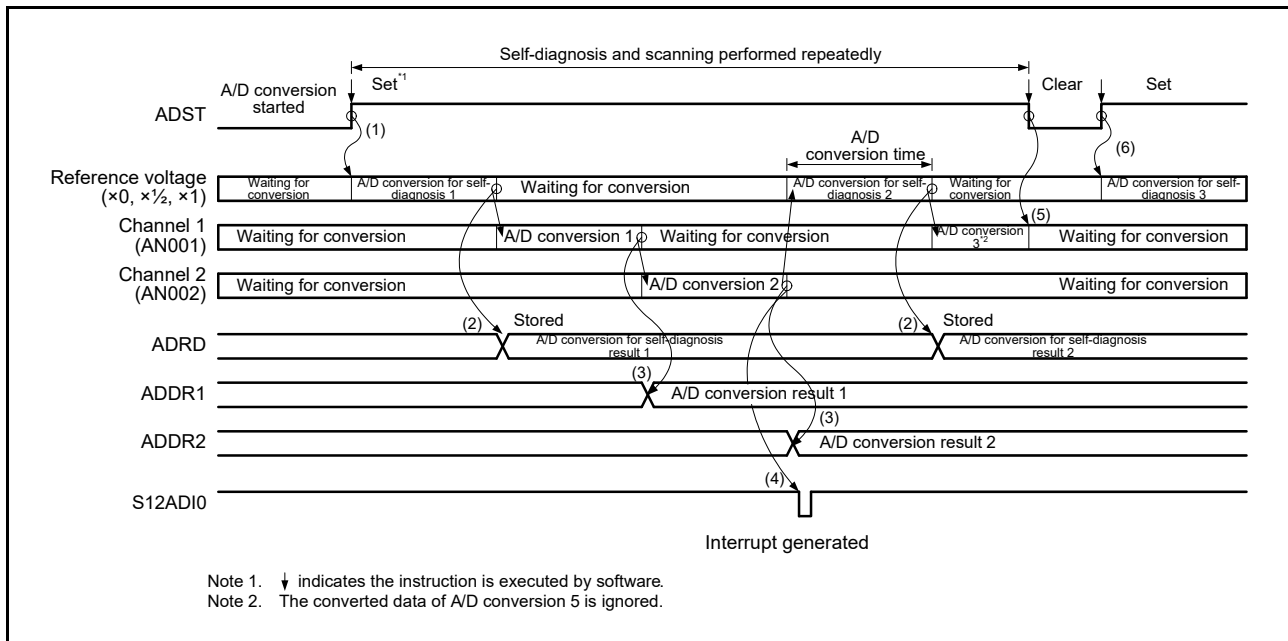 Self-diagnosis and scanning performed repeatedly
A/D conversion started
Set*1
Clear
Set
ADST
(1)
A/D conversion time
(6)
Reference voltage (×0, ×½, ×1)
Waiting for conversion
A/D conversion for self-diagnosis 1
Waiting for conversion
A/D conversion for self-diagnosis 2
Waiting for conversion
A/D conversion for self-diagnosis 3
(5)
Channel 1 (AN001)
Waiting for conversion
A/D conversion 1
Waiting for conversion
A/D conversion 3*2
Waiting for conversion
Channel 2 (AN002)
Waiting for conversion
A/D conversion 2
Waiting for conversion
(2)
Stored
(2)
Stored
ADRD
A/D conversion for self-diagnosis result 1
A/D conversion for self-diagnosis result 2
(3)
ADDR1
A/D conversion result 1
(3)
ADDR2
A/D conversion result 2
(4)
S12ADI0
Interrupt generated
Note 1. ↓ indicates the instruction is executed by software.
Note 2. The converted data of A/D conversion 5 is ignored.